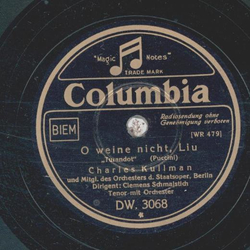 "Magic Notes"
TRADE MARK
Columbia
Radiosendung ohne
Genehmigung verboten
BIEM
[WR 479]
O weine nicht, Liu
„Turandot" (Puccini)
Charles Kullman
und Mitgl. des Orchesters d. Staatsoper, Berlin
Dirigent: Clemens Schmalstich
Tenor mit Orchester
DW. 3068